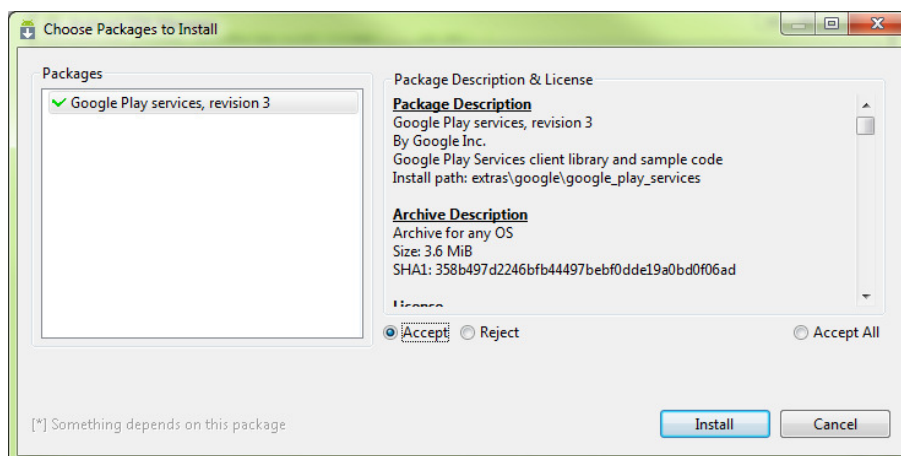 Choose Packages to Install
Packages
Google Play services, revision 3
Package Description & License
Package Description
Google Play services, revision 3
By Google Inc.
Google Play Services client library and sample code
Install path: extras\google\google_play_services
Archive Description
Archive for any OS
Size: 3.6 MiB
SHA1: 358b497d2246bfb44497bebf0dde19a0bd0f06ad
License
Accept Reject Accept All
[*] Something depends on this package
Install Cancel